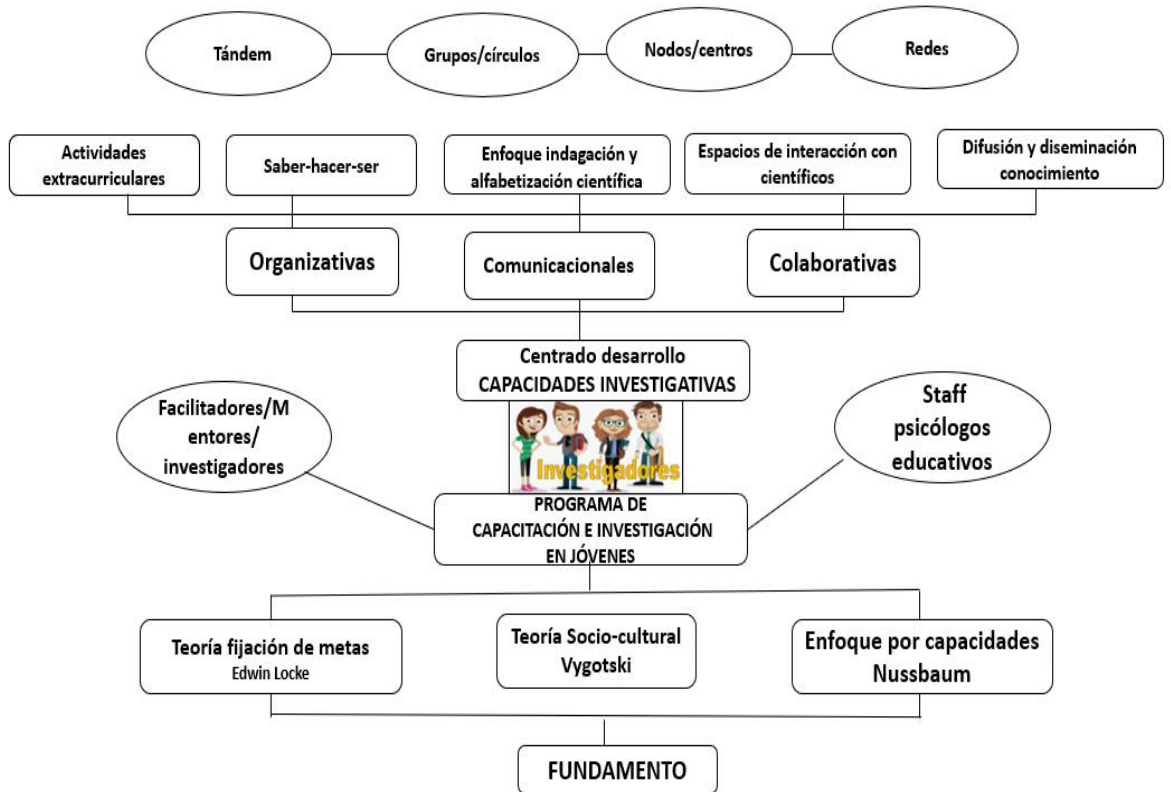 Tándem
Grupos/círculos
Nodos/centros
Redes
Actividades
extracurriculares
Saber-hacer-ser
Enfoque indagación y
alfabetización científica
Espacios de interacción con
científicos
Difusión y diseminación
conocimiento
Organizativas
Comunicacionales
Colaborativas
Centrado desarrollo
CAPACIDADES INVESTIGATIVAS
Facilitadores/M
entores/
investigadores
Investigadores
Staff
psicólogos
educativos
PROGRAMA DE
CAPACITACIÓN E INVESTIGACIÓN
EN JÓVENES
Teoría fijación de metas
Edwin Locke
Teoría Socio-cultural
Vygotski
Enfoque por capacidades
Nussbaum
FUNDAMENTO